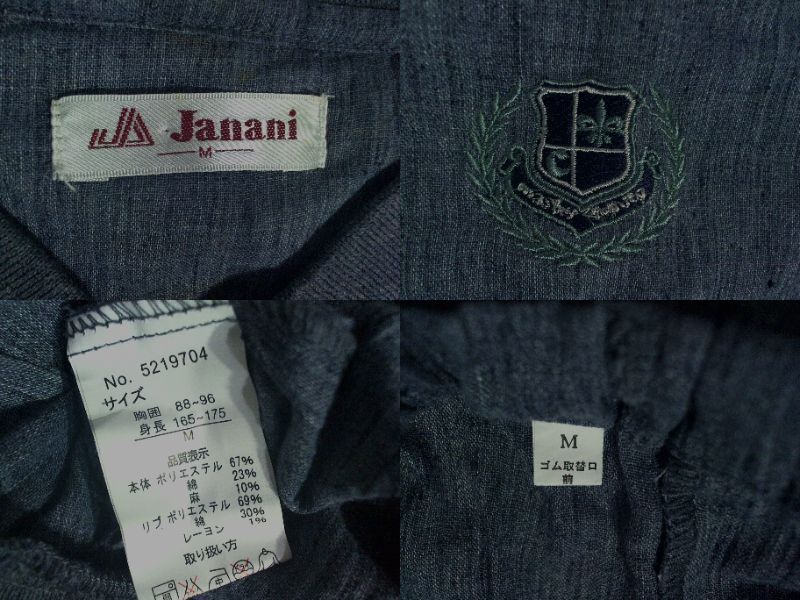 Janani
M
No. 5219704
サイズ
胸囲 88~96
身長 165~175
M
品質表示
本体 ポリエステル 67%
綿 23%
麻 10%
リブ ポリエステル 69%
綿 30%
レーヨン 1%
取り扱い方
M
ゴム取替口
前